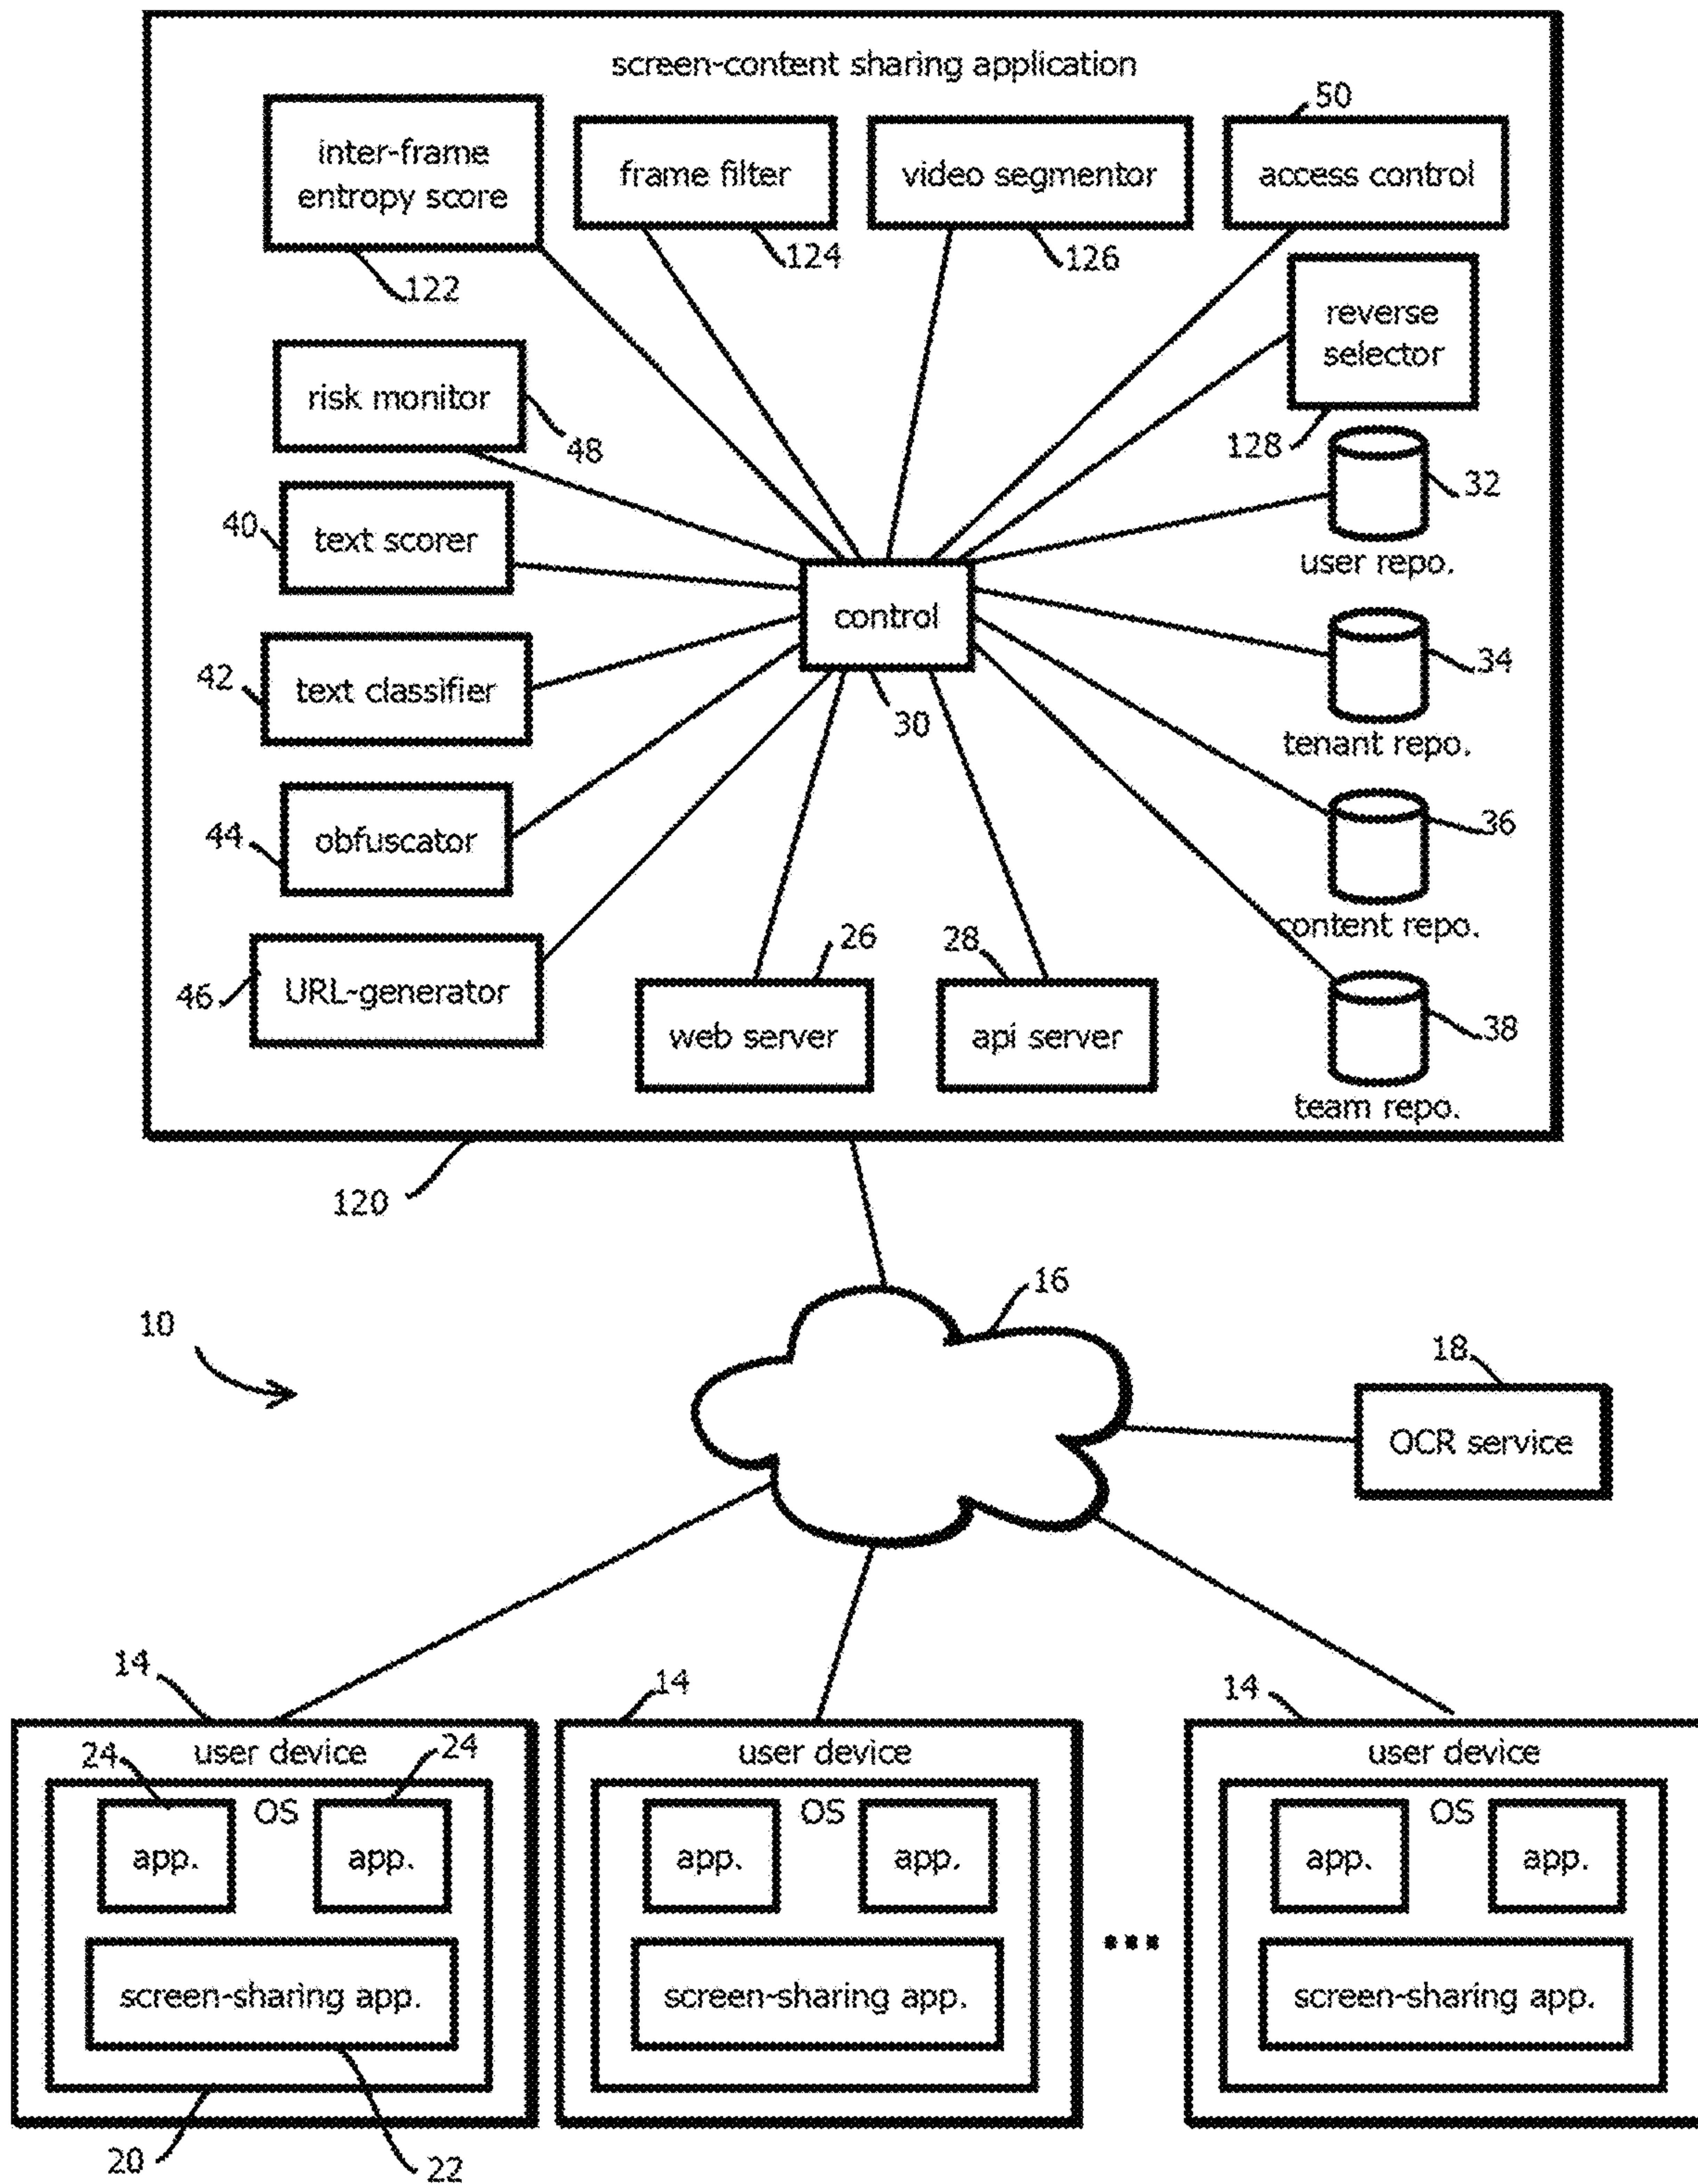 screen-content sharing application
50
inter-frame
entropy score
frame filter
video segmentor
access control
122
124
126
reverse
selector
128
risk monitor
48
32
user repo.
40
text scorer
control
30
34
tenant repo.
42
text classifier
44
obfuscator
36
content repo.
46
URL-generator
26
web server
28
api server
38
team repo.
120
10
16
18
OCR service
14
14
14
user device
user device
user device
24
24
OS
OS
OS
app.
app.
app.
app.
app.
app.
screen-sharing app.
screen-sharing app.
screen-sharing app.
20
22